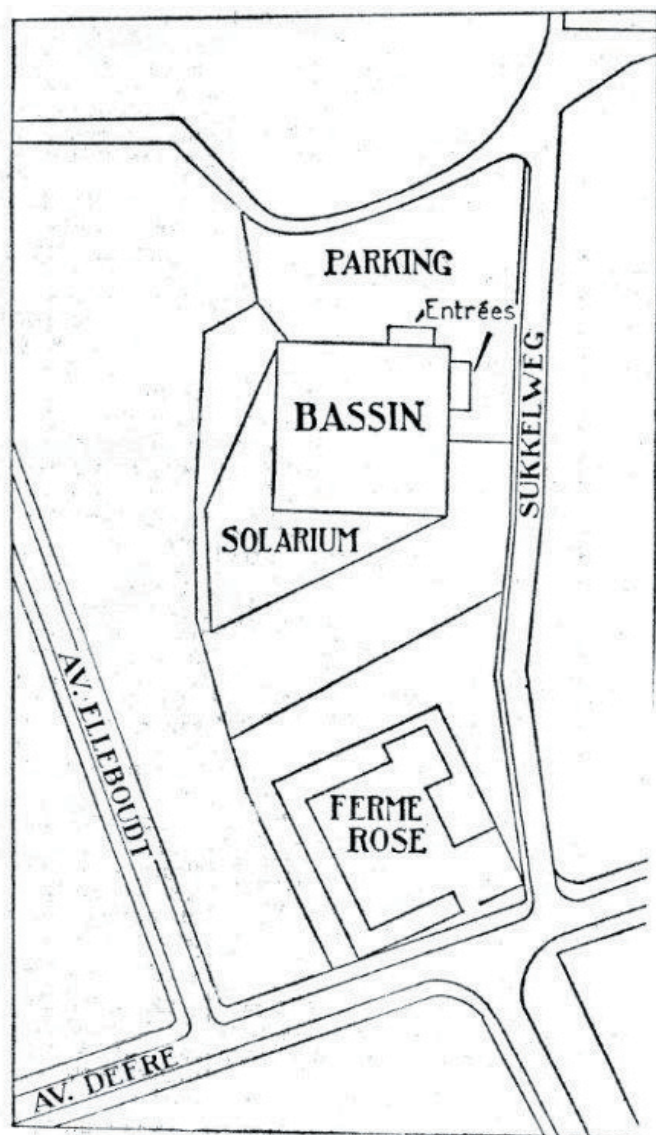 PARKING
Entrées
BASSIN
SUKKELWEG
SOLARIUM
AV. ELLEBOUDT
FERME
ROSE
AV. DEFRE